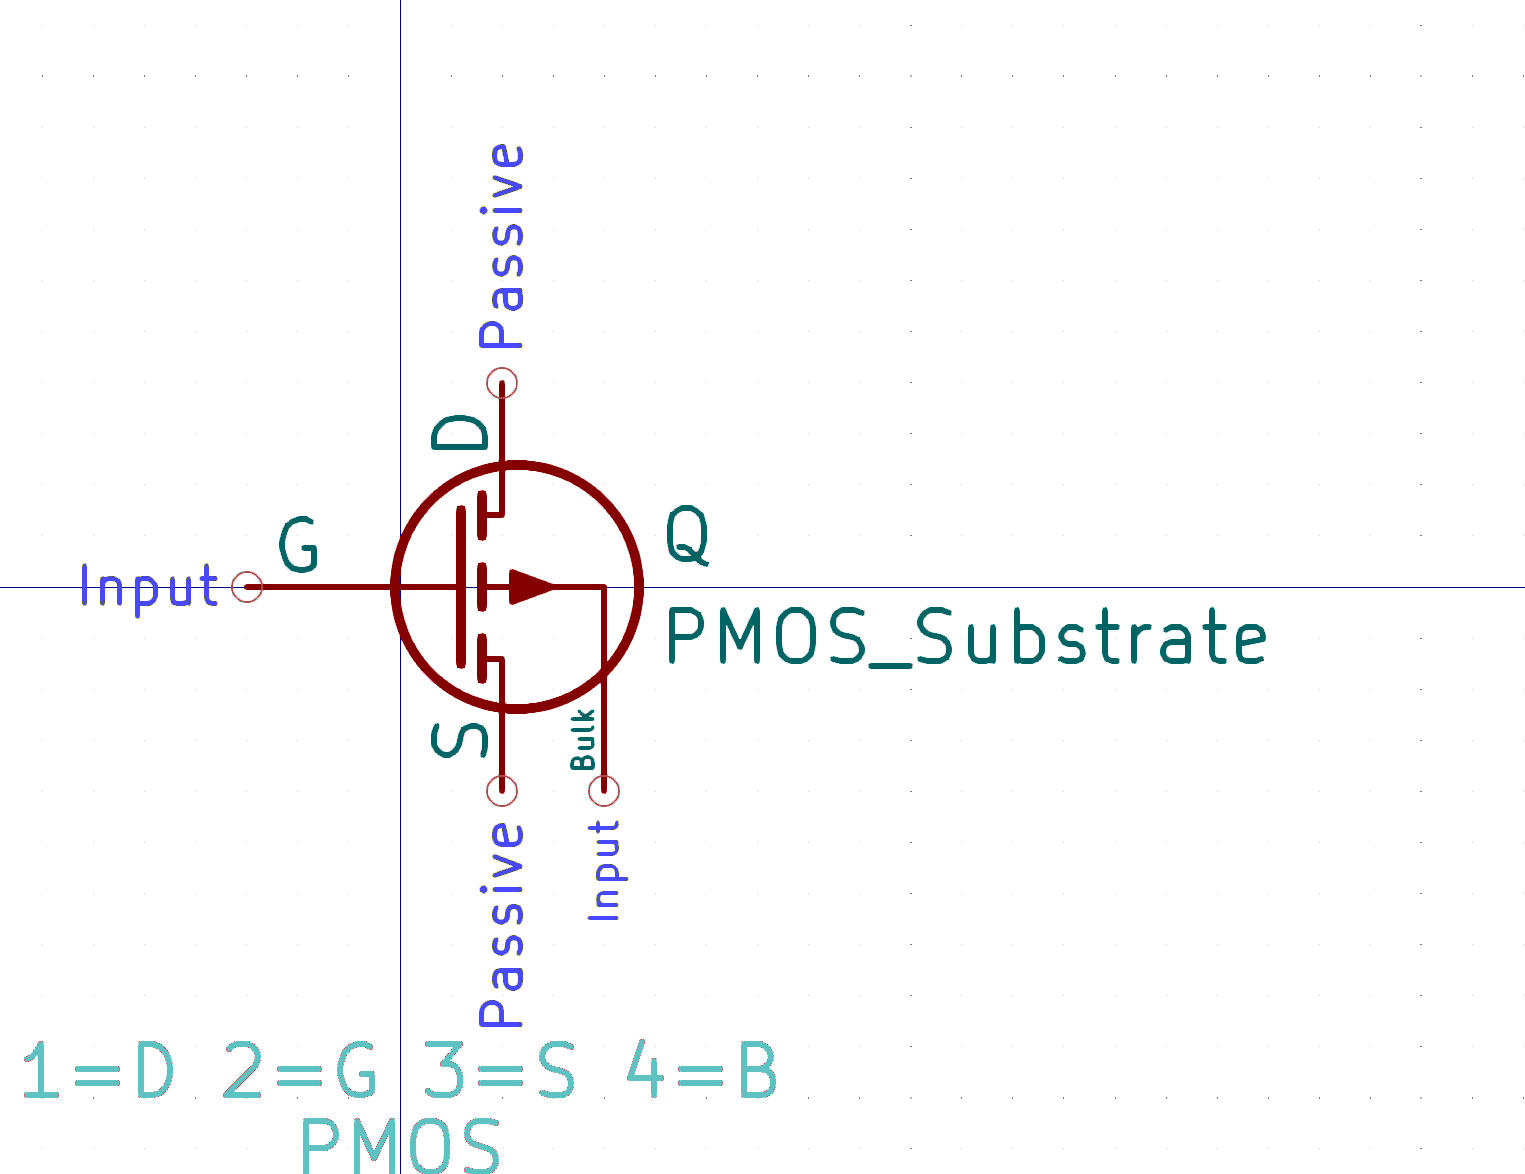 Passive
D
G
Q
Input
PMOS_Substrate
S
Bulk
Passive
Input
1=D 2=G 3=S 4=B
PMOS